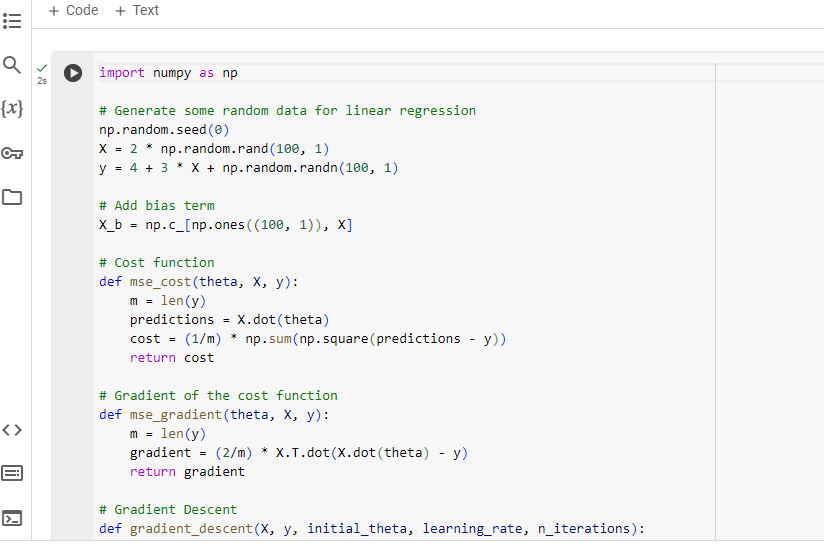 + Code + Text
{x}
2s
import numpy as np
# Generate some random data for linear regression
np.random.seed(0)
X = 2 * np.random.rand(100, 1)
y = 4 + 3 * X + np.random.randn(100, 1)
# Add bias term
X_b = np.c_[np.ones((100, 1)), X]
# Cost function
def mse_cost(theta, X, y):
    m = len(y)
    predictions = X.dot(theta)
    cost = (1/m) * np.sum(np.square(predictions - y))
    return cost
# Gradient of the cost function
def mse_gradient(theta, X, y):
    m = len(y)
    gradient = (2/m) * X.T.dot(X.dot(theta) - y)
    return gradient
# Gradient Descent
def gradient_descent(X, y, initial_theta, learning_rate, n_iterations):